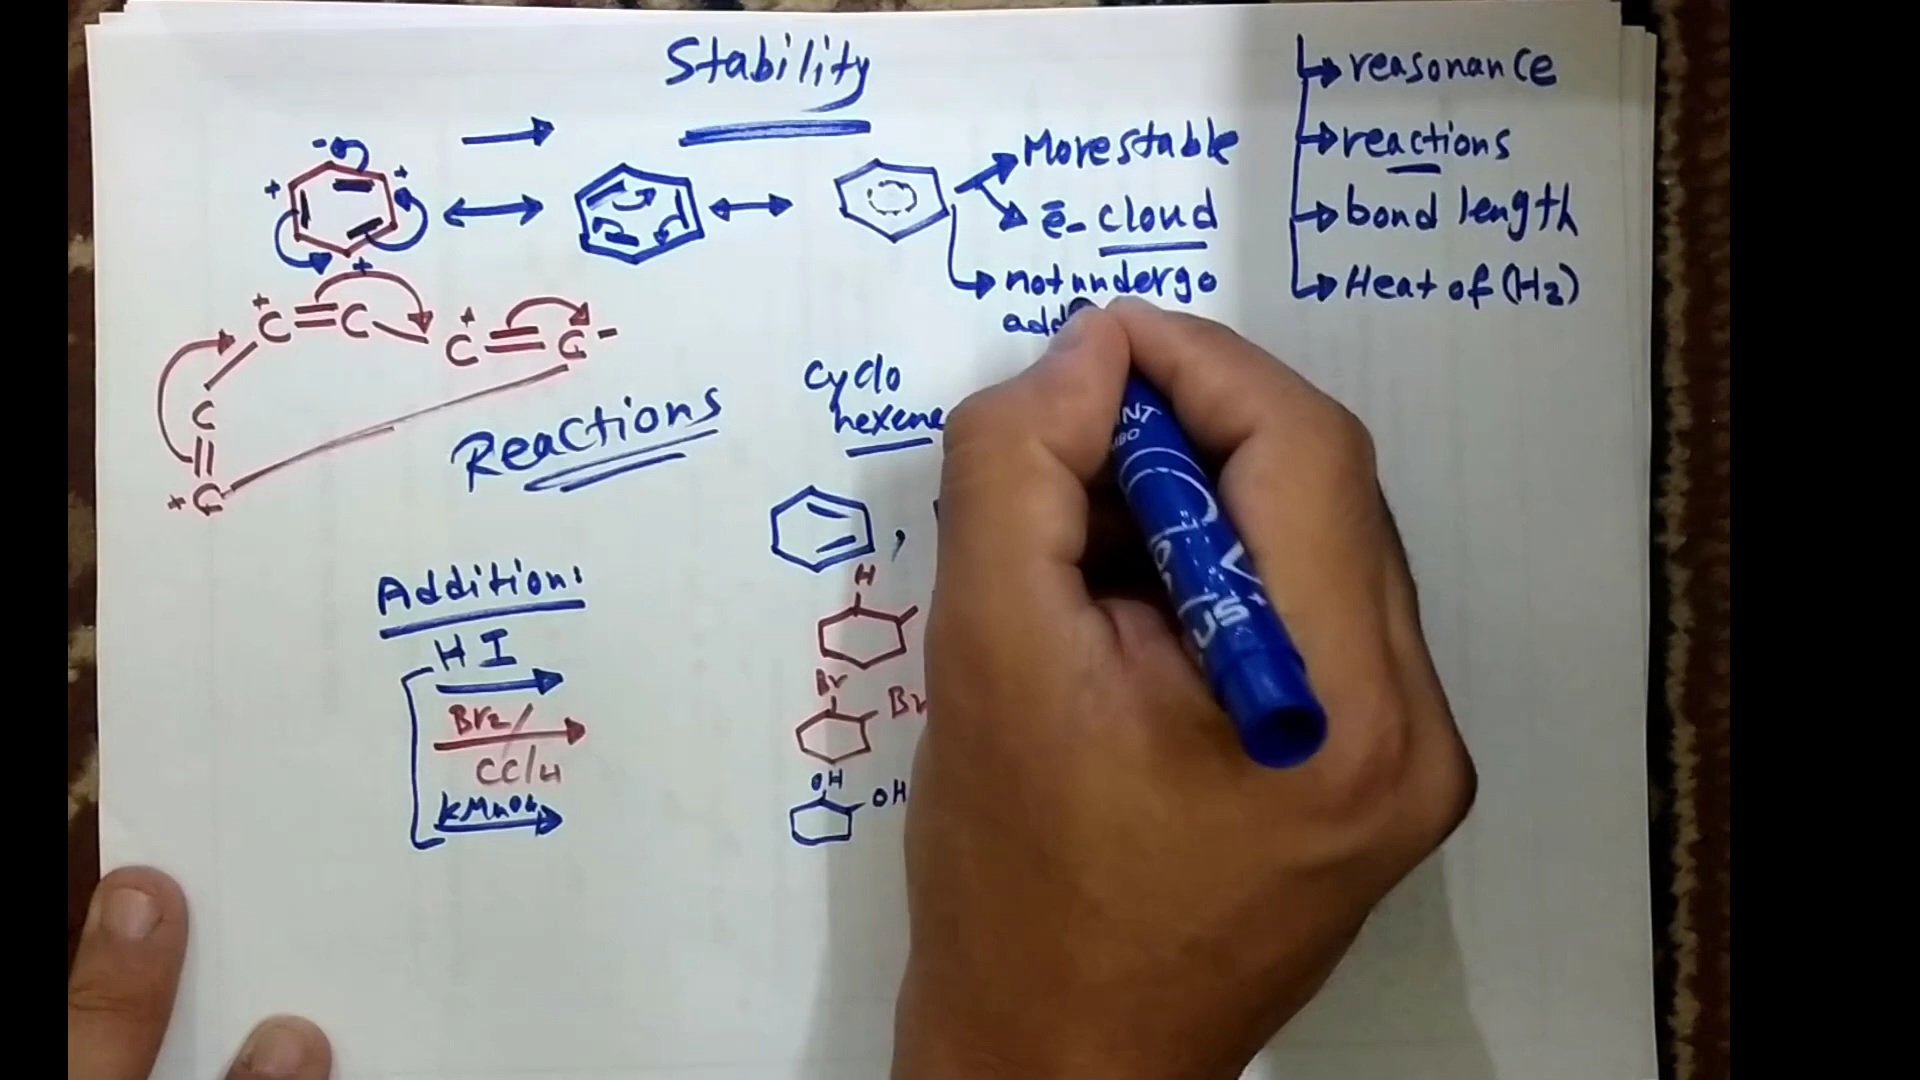 Stability
reasonance
reactions
bond length
Heat of (H2)
More stable
ē- cloud
not undergo
add
C=C
C=C
C
C
Reactions
cyclo
hexene
Addition:
HI
Br2/
CCl4
KMnO4
H
Br
Br
OH
OH